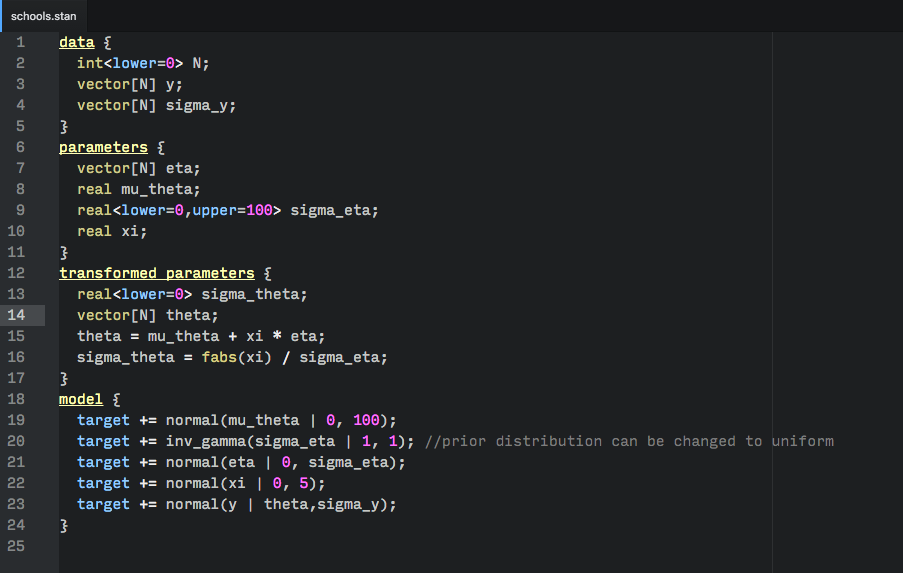 schools.stan
1 data {
2 int<lower=0> N;
3 vector[N] y;
4 vector[N] sigma_y;
5 }
6 parameters {
7 vector[N] eta;
8 real mu_theta;
9 real<lower=0,upper=100> sigma_eta;
10 real xi;
11 }
12 transformed parameters {
13 real<lower=0> sigma_theta;
14 vector[N] theta;
15 theta = mu_theta + xi * eta;
16 sigma_theta = fabs(xi) / sigma_eta;
17 }
18 model {
19 target += normal(mu_theta | 0, 100);
20 target += inv_gamma(sigma_eta | 1, 1); //prior distribution can be changed to uniform
21 target += normal(eta | 0, sigma_eta);
22 target += normal(xi | 0, 5);
23 target += normal(y | theta,sigma_y);
24 }
25